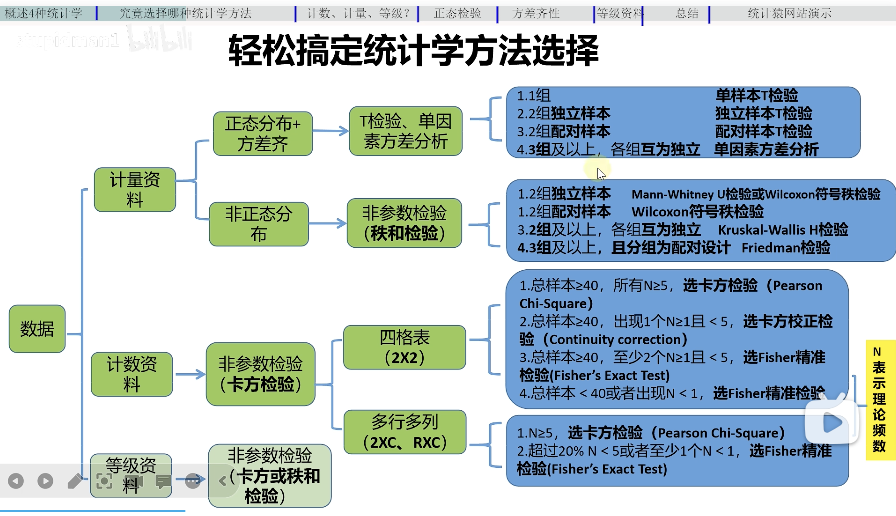 概述4种统计学
究竟选择哪种统计学方法
计数、计量、等级？
正态检验
方差齐性
等级资料
总结
统计猿网站演示
bilibili
轻松搞定统计学方法选择
数据
计量资
料
正态分布+
方差齐
T检验、单因
素方差分析
1.1组 单样本T检验
2.2组独立样本 独立样本T检验
3.2组配对样本 配对样本T检验
4.3组及以上，各组互为独立 单因素方差分析
非正态分
布
非参数检验
（秩和检验）
1.2组独立样本 Mann-Whitney U检验或Wilcoxon符号秩检验
1.2组配对样本 Wilcoxon符号秩检验
3.2组及以上，各组互为独立 Kruskal-Wallis H检验
4.3组及以上，且分组为配对设计 Friedman检验
计数资
料
非参数检验
（卡方检验）
四格表
（2X2）
1.总样本≥40，所有N≥5，选卡方检验（Pearson
Chi-Square）
2.总样本≥40，出现1个N≥1且＜5，选卡方校正检
验（Continuity correction）
3.总样本≥40，至少2个N≥1且＜5，选Fisher精准
检验(Fisher's Exact Test)
4.总样本＜40或者出现N＜1，选Fisher精准检验
多行多列
（2XC、RXC）
1.N≥5，选卡方检验（Pearson Chi-Square）
2.超过20% N＜5或者至少1个N＜1，选Fisher精准
检验(Fisher's Exact Test)
N
表
示
理
论
频
数
等级资
料
非参数检验
（卡方或秩和
检验）